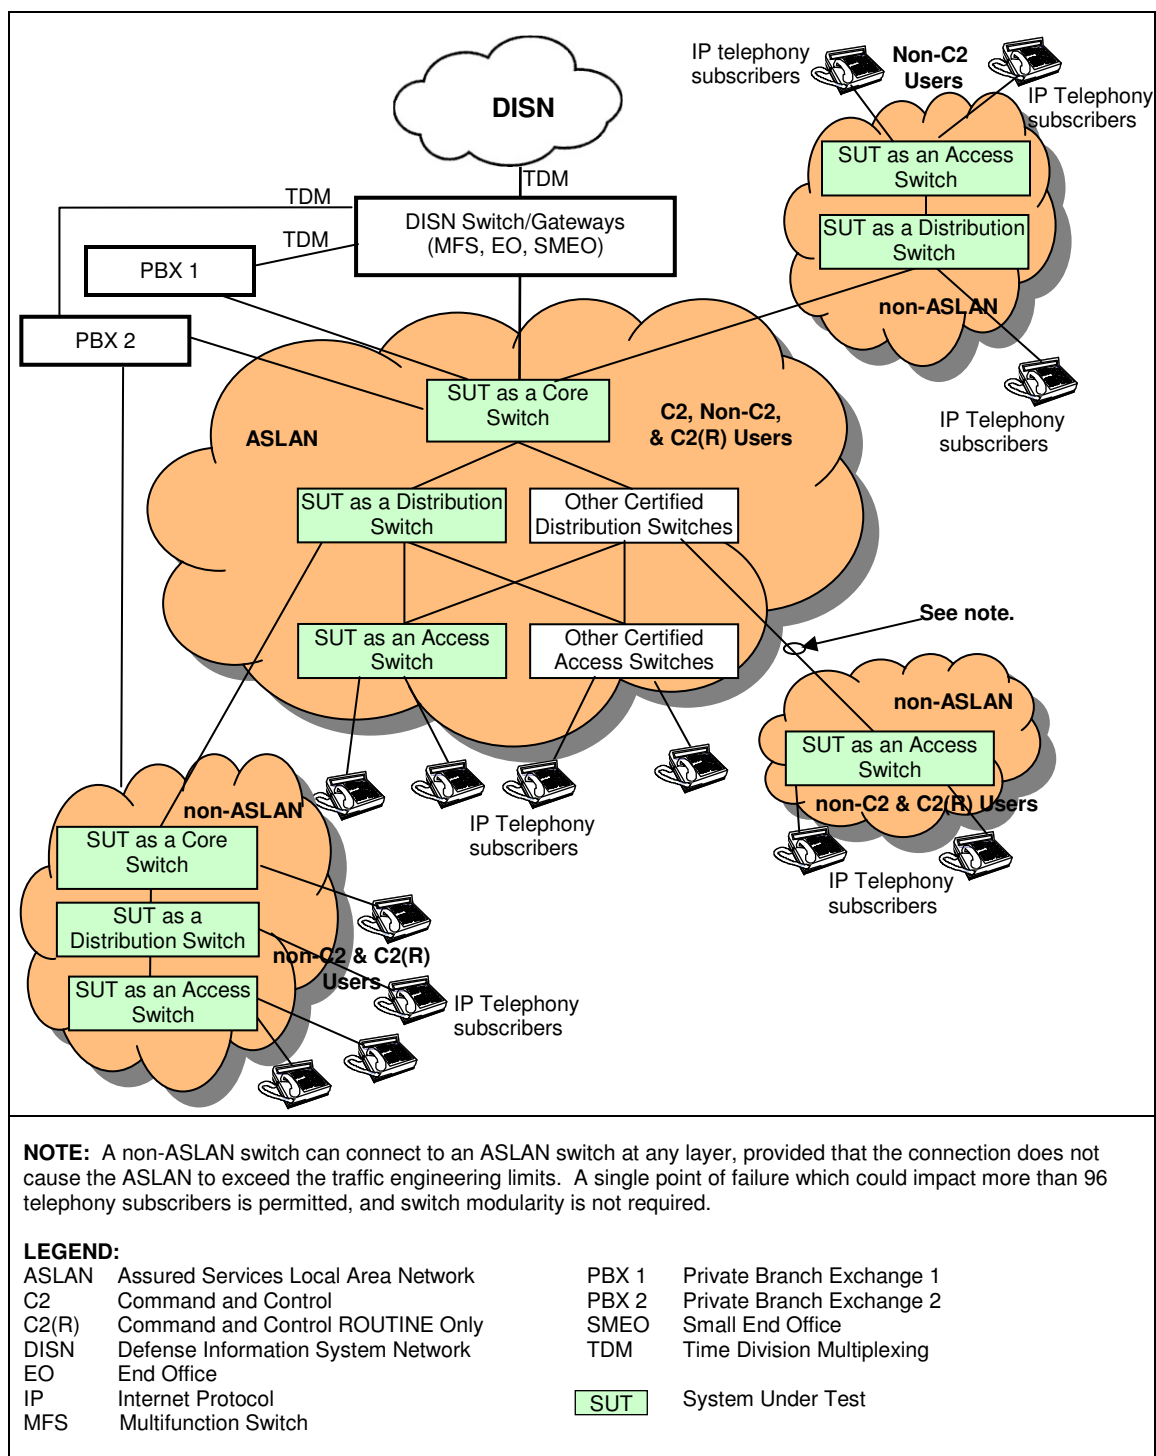 IP telephony
subscribers
Non-C2
Users
IP Telephony
subscribers
DISN
SUT as an Access
Switch
TDM
TDM
DISN Switch/Gateways
(MFS, EO, SMEO)
SUT as a Distribution
Switch
TDM
PBX 1
non-ASLAN
PBX 2
SUT as a Core
Switch
C2, Non-C2,
& C2(R) Users
IP Telephony
subscribers
ASLAN
SUT as a Distribution
Switch
Other Certified
Distribution Switches
See note.
SUT as an Access
Switch
Other Certified
Access Switches
non-ASLAN
SUT as an Access
Switch
non-C2 & C2(R) Users
non-ASLAN
IP Telephony
subscribers
SUT as a Core
Switch
IP Telephony
subscribers
SUT as a
Distribution Switch
non-C2 & C2(R)
Users
SUT as an Access
Switch
IP Telephony
subscribers
NOTE: A non-ASLAN switch can connect to an ASLAN switch at any layer, provided that the connection does not
cause the ASLAN to exceed the traffic engineering limits. A single point of failure which could impact more than 96
telephony subscribers is permitted, and switch modularity is not required.
LEGEND:
ASLAN Assured Services Local Area Network
C2 Command and Control
C2(R) Command and Control ROUTINE Only
DISN Defense Information System Network
EO End Office
IP Internet Protocol
MFS Multifunction Switch
PBX 1 Private Branch Exchange 1
PBX 2 Private Branch Exchange 2
SMEO Small End Office
TDM Time Division Multiplexing
SUT System Under Test